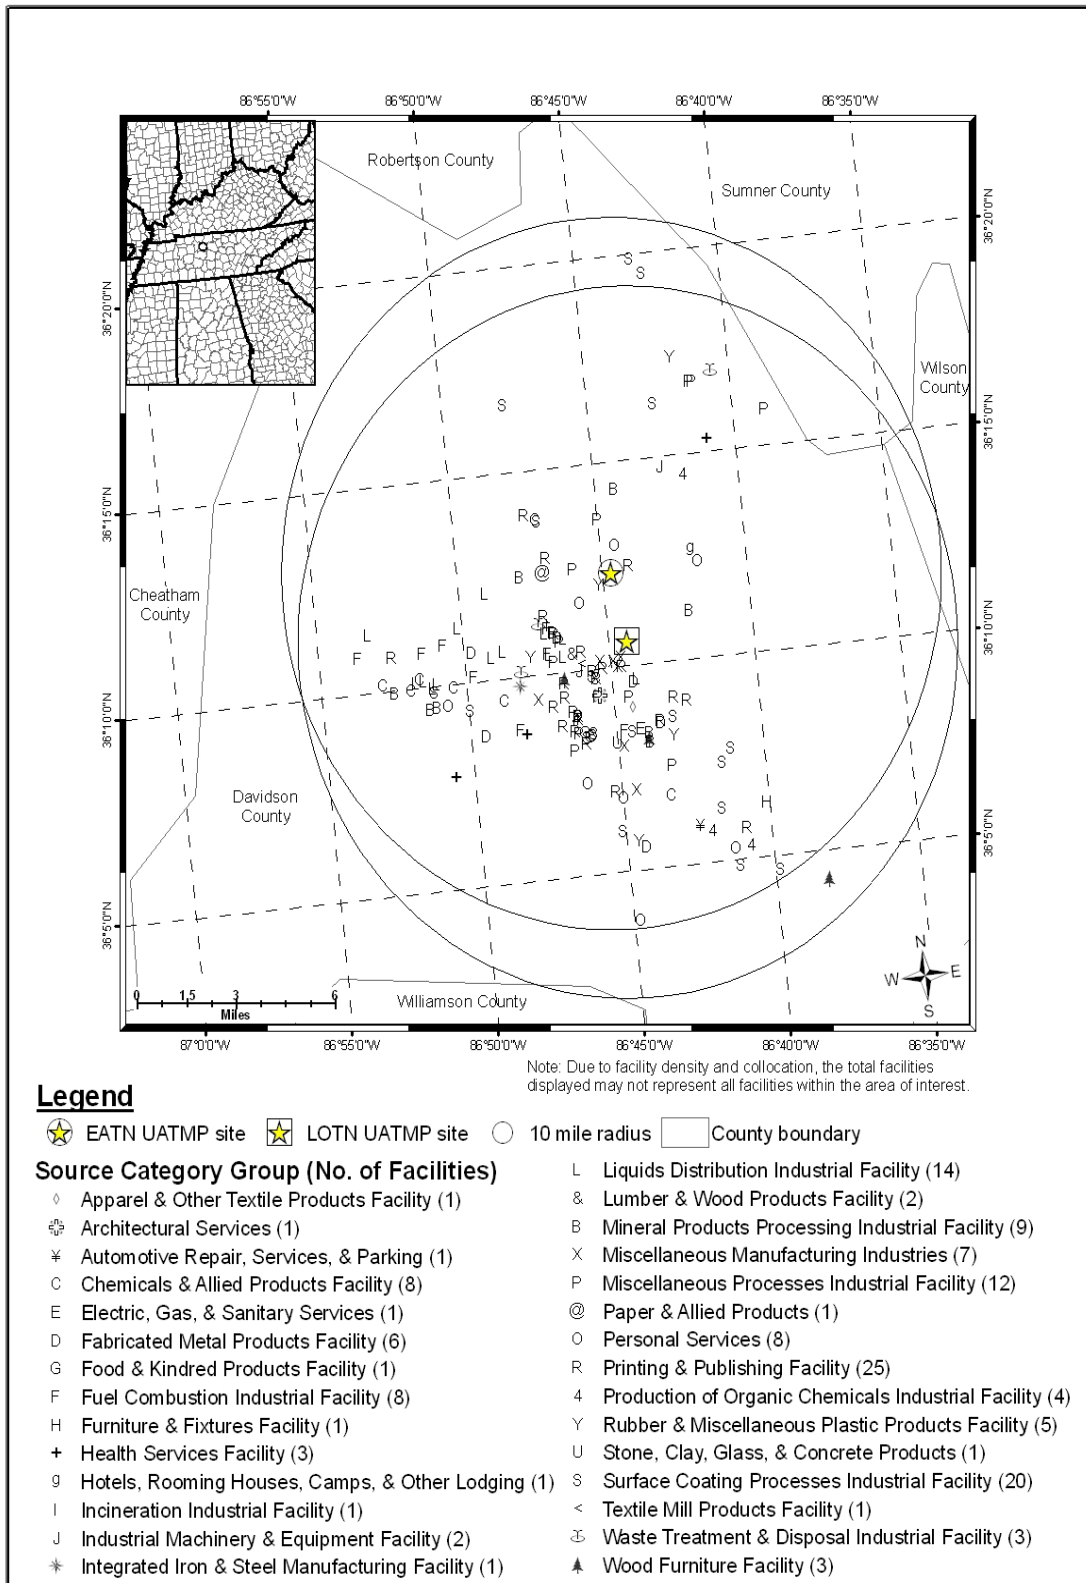 86°55'0"W 86°50'0"W 86°45'0"W 86°40'0"W 86°35'0"W
Robertson County
Sumner County
36°20'0"N
36°20'0"N
Wilson
County
36°15'0"N
36°15'0"N
Cheatham
County
36°10'0"N
36°10'0"N
Davidson
County
36°5'0"N
36°5'0"N
N
W E
S
Williamson County
0 1.5 3 6
Miles
87°0'0"W 86°55'0"W 86°50'0"W 86°45'0"W 86°40'0"W 86°35'0"W
Note: Due to facility density and collocation, the total facilities
displayed may not represent all facilities within the area of interest.
Legend
EATN UATMP site LOTN UATMP site 10 mile radius County boundary
Source Category Group (No. of Facilities)
Apparel & Other Textile Products Facility (1)
Architectural Services (1)
¥ Automotive Repair, Services, & Parking (1)
C Chemicals & Allied Products Facility (8)
E Electric, Gas, & Sanitary Services (1)
D Fabricated Metal Products Facility (6)
G Food & Kindred Products Facility (1)
F Fuel Combustion Industrial Facility (8)
H Furniture & Fixtures Facility (1)
+ Health Services Facility (3)
g Hotels, Rooming Houses, Camps, & Other Lodging (1)
I Incineration Industrial Facility (1)
J Industrial Machinery & Equipment Facility (2)
Integrated Iron & Steel Manufacturing Facility (1)
L Liquids Distribution Industrial Facility (14)
& Lumber & Wood Products Facility (2)
B Mineral Products Processing Industrial Facility (9)
X Miscellaneous Manufacturing Industries (7)
P Miscellaneous Processes Industrial Facility (12)
@ Paper & Allied Products (1)
O Personal Services (8)
R Printing & Publishing Facility (25)
4 Production of Organic Chemicals Industrial Facility (4)
Y Rubber & Miscellaneous Plastic Products Facility (5)
U Stone, Clay, Glass, & Concrete Products (1)
S Surface Coating Processes Industrial Facility (20)
< Textile Mill Products Facility (1)
Waste Treatment & Disposal Industrial Facility (3)
Wood Furniture Facility (3)